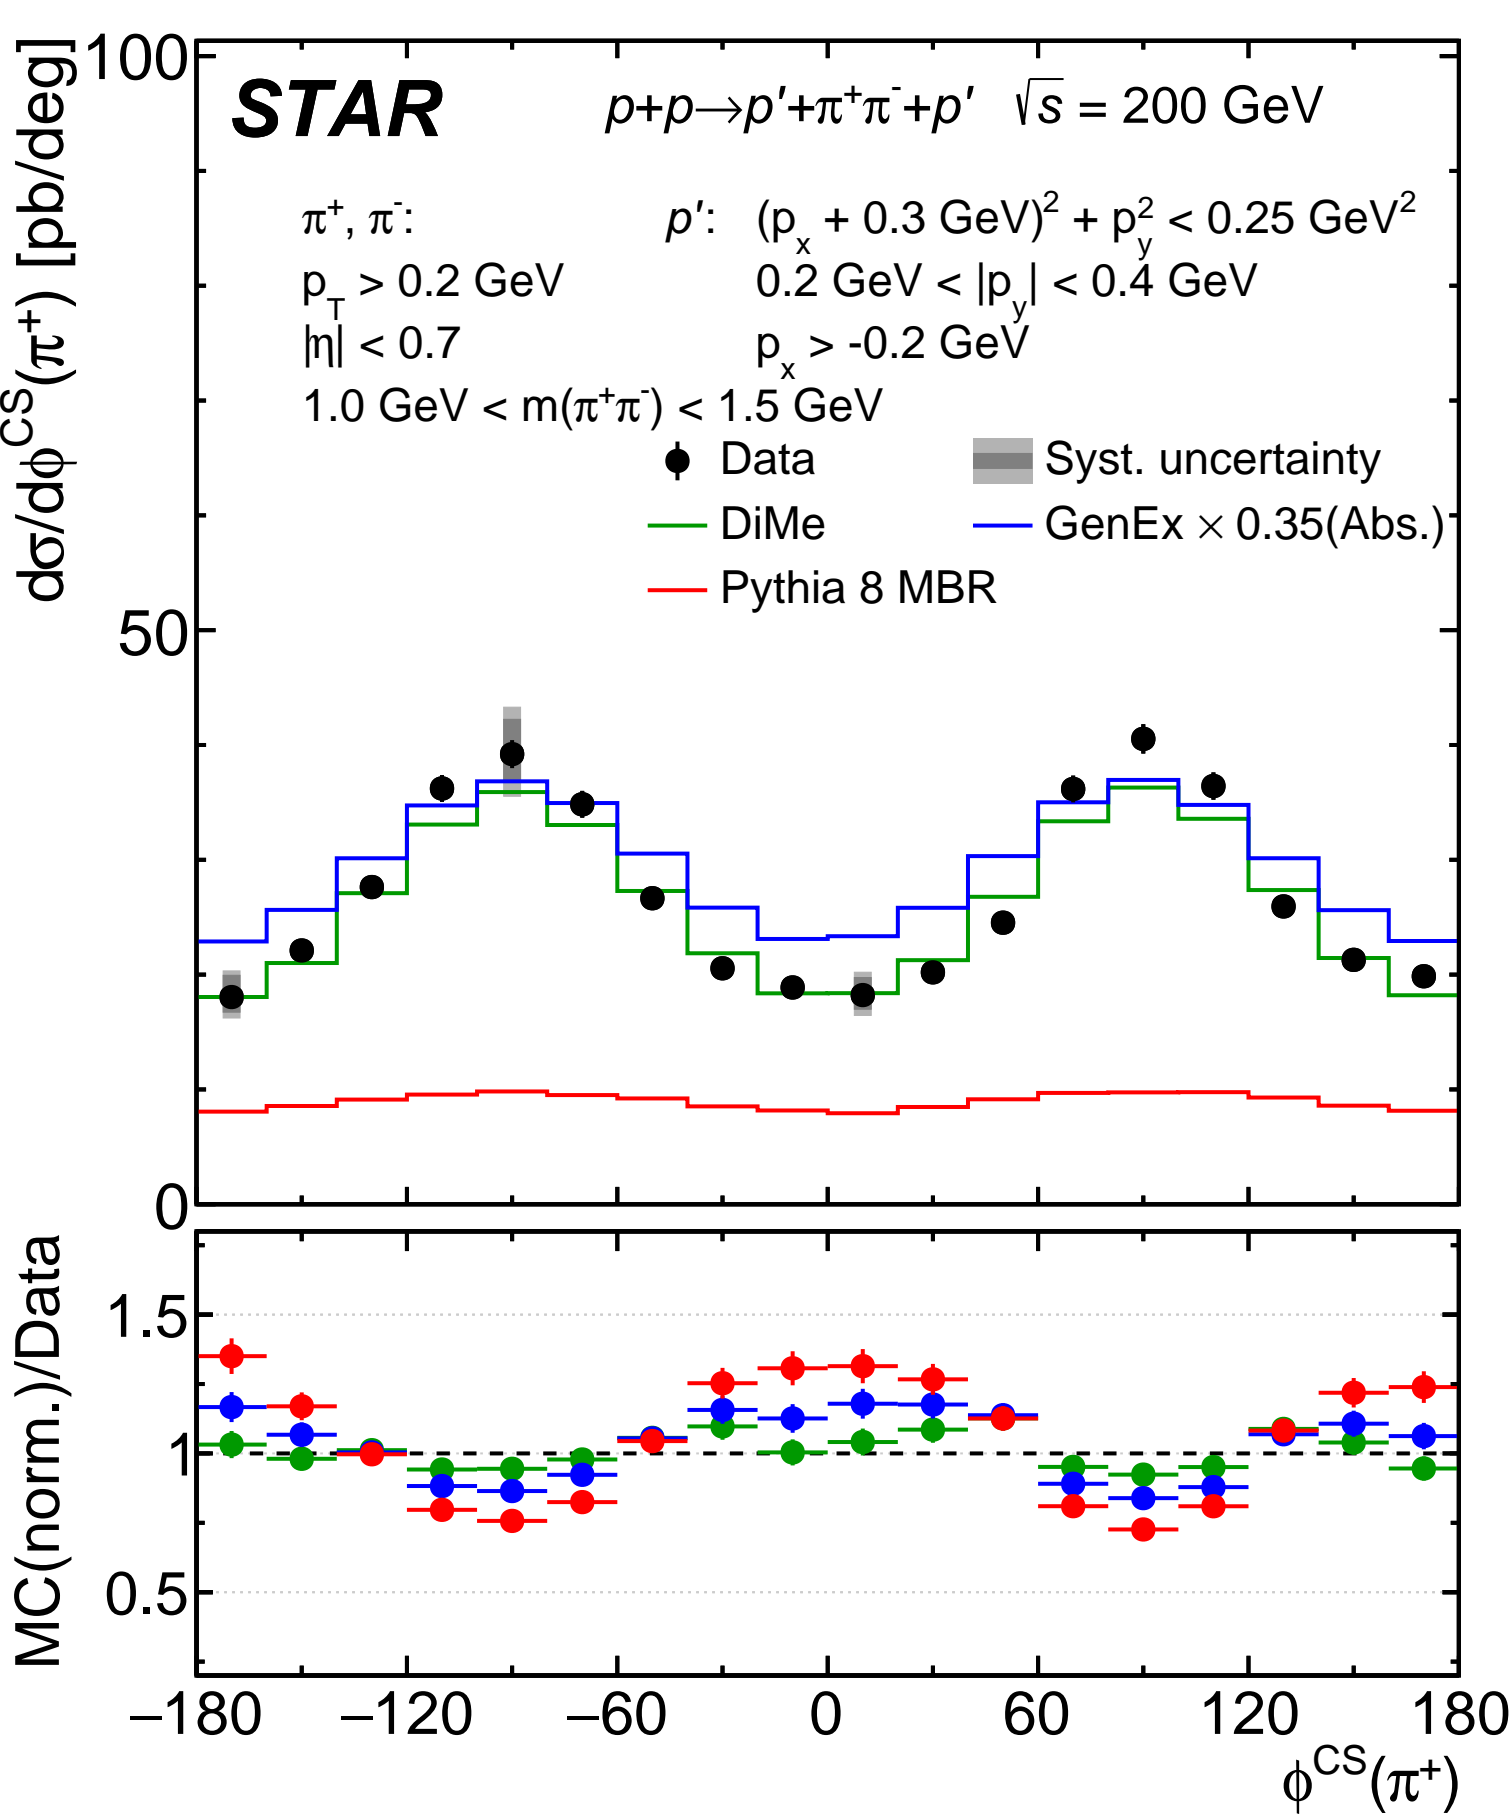 100
STAR p+p→p′+π⁺π⁻+p′ √s = 200 GeV
π⁺, π⁻: p′: (pₓ + 0.3 GeV)² + p_y² < 0.25 GeV²
p_T > 0.2 GeV 0.2 GeV < |p_y| < 0.4 GeV
|η| < 0.7 pₓ > -0.2 GeV
1.0 GeV < m(π⁺π⁻) < 1.5 GeV
Data Syst. uncertainty
DiMe GenEx × 0.35(Abs.)
Pythia 8 MBR
dσ/dϕ^CS(π⁺) [pb/deg]
50
0
MC(norm.)/Data
1.5
1
0.5
−180 −120 −60 0 60 120 180
ϕ^CS(π⁺)